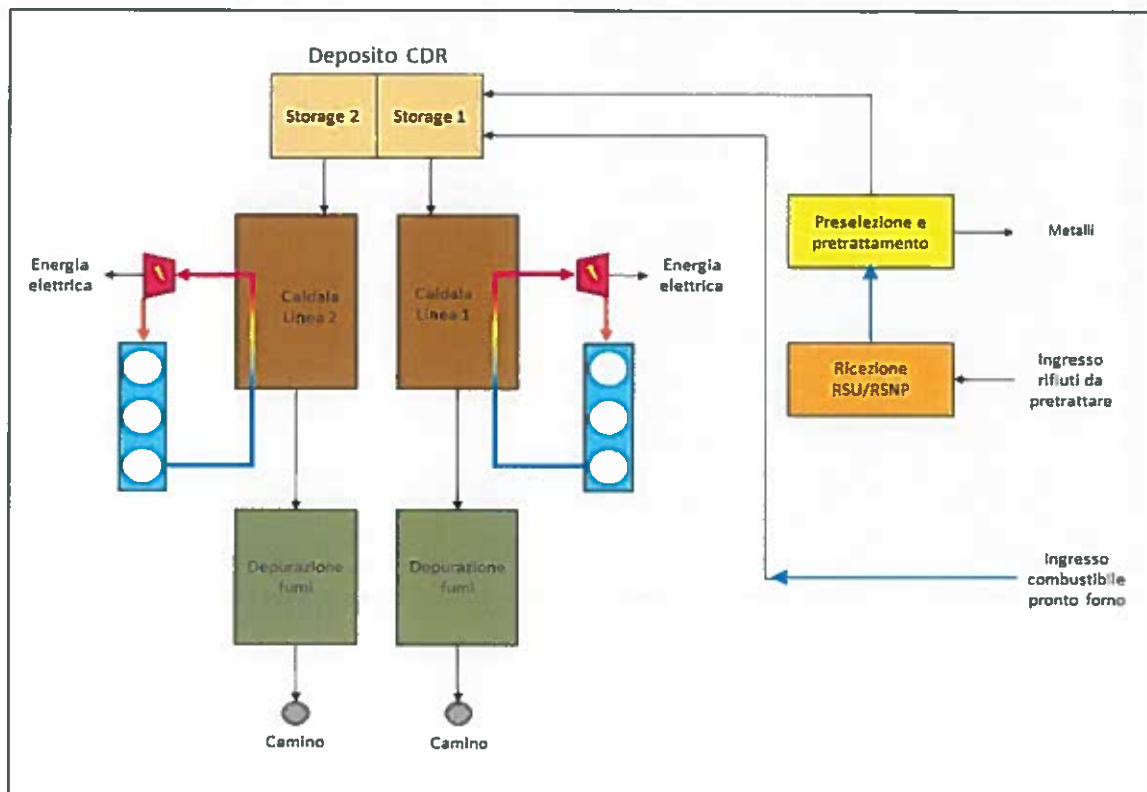 Deposito CDR
Storage 2
Storage 1
Preselezione e
pretrattamento
Metalli
Energia
elettrica
Caldaia
Linea 2
Caldaia
Linea 1
Energia
elettrica
Ricezione
RSU/RSNP
Ingresso
rifiuti da
pretrattare
Depurazione
fumi
Depurazione
fumi
Ingresso
combustibile
pronto forno
Camino
Camino